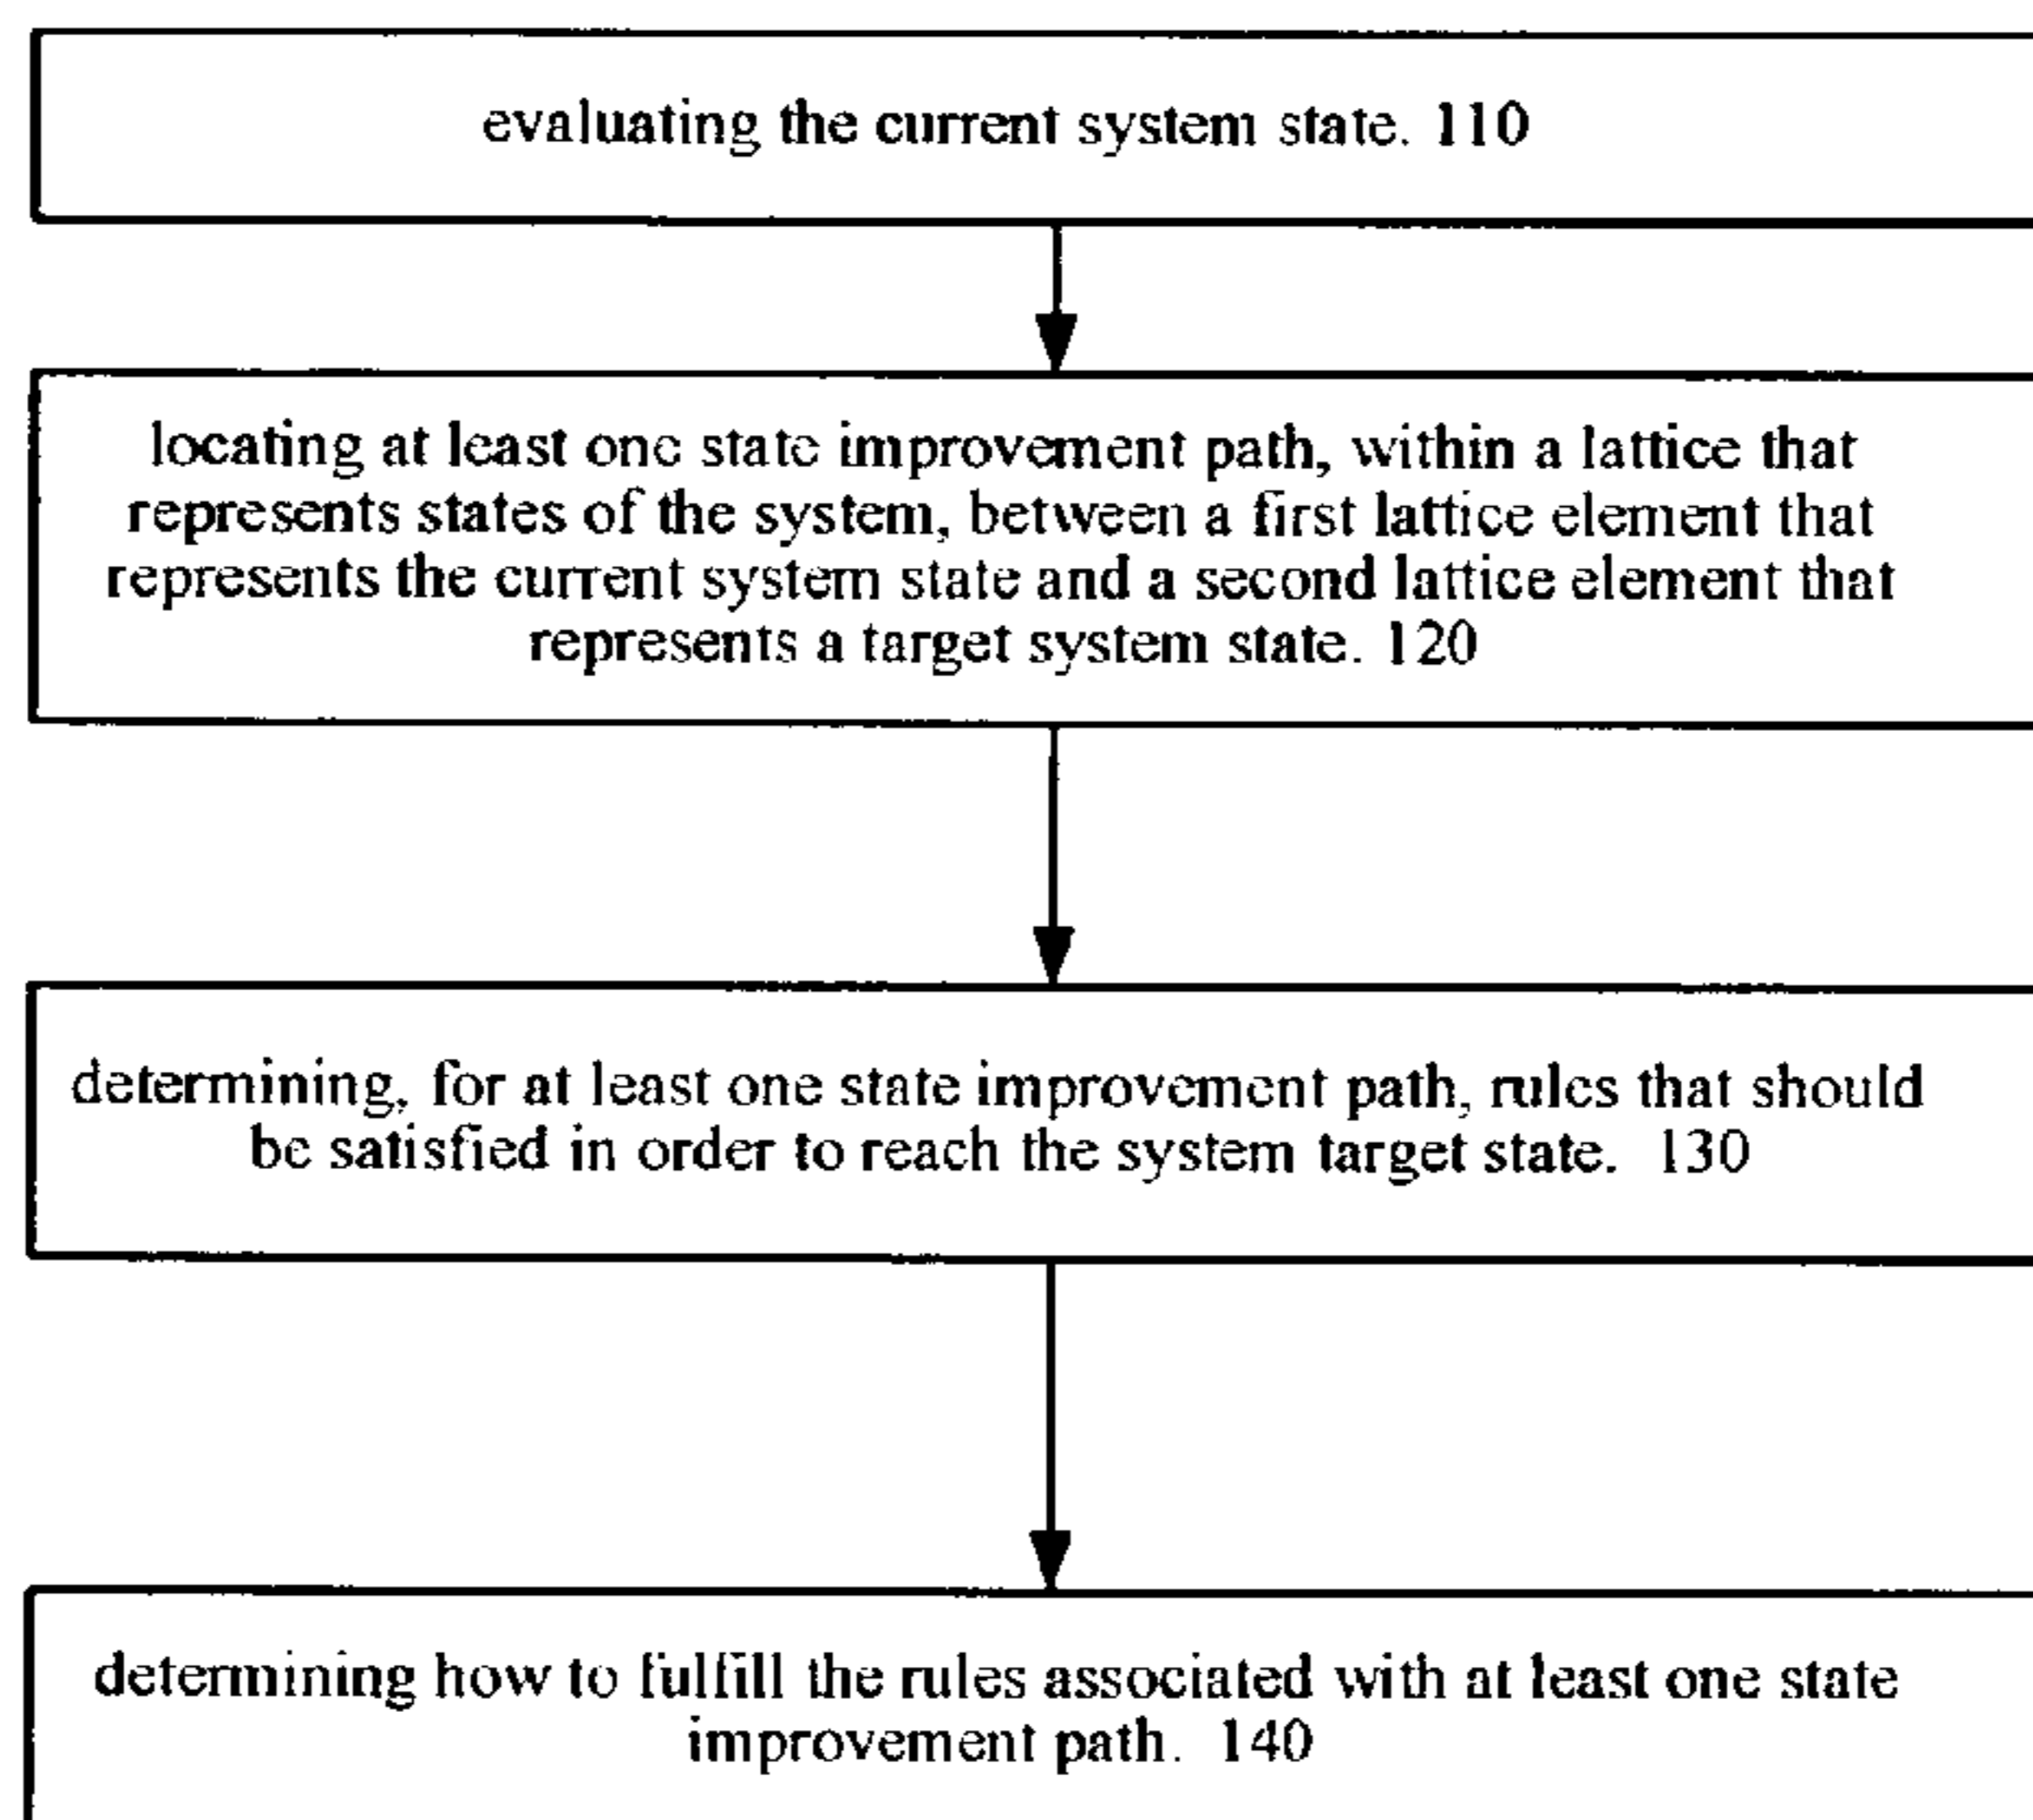 evaluating the current system state. 110
locating at least one state improvement path, within a lattice that
represents states of the system, between a first lattice element that
represents the current system state and a second lattice element that
represents a target system state. 120
determining, for at least one state improvement path, rules that should
be satisfied in order to reach the system target state. 130
determining how to fulfill the rules associated with at least one state
improvement path. 140